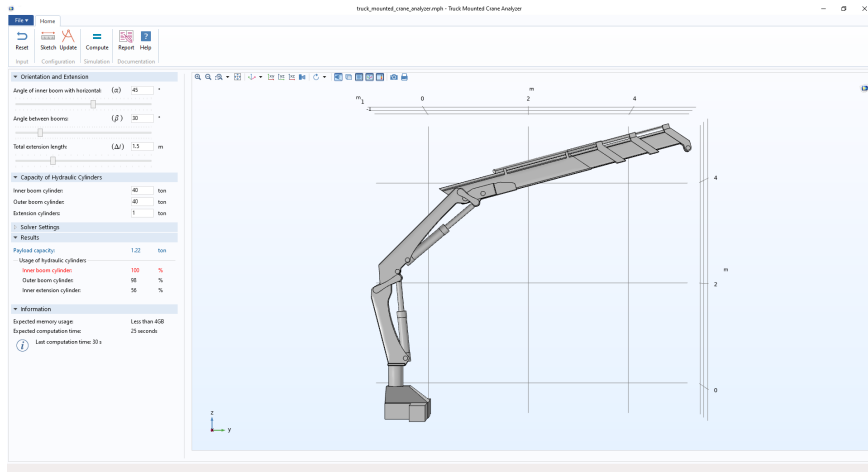 truck_mounted_crane_analyzer.mph - Truck Mounted Crane Analyzer
File Home
Reset Sketch Update Compute Report Help
Input Configuration Simulation Documentation
Orientation and Extension
Angle of inner boom with horizontal: (α) 45 °
Angle between booms: (β) 30 °
Total extension length: (Δl) 1.5 m
Capacity of Hydraulic Cylinders
Inner boom cylinder: 40 ton
Outer boom cylinder: 40 ton
Extension cylinders: 1 ton
Solver Settings
Results
Payload capacity: 1.22 ton
Usage of hydraulic cylinders
Inner boom cylinder: 100 %
Outer boom cylinder: 98 %
Inner extension cylinder: 56 %
Information
Expected memory usage: Less than 4GB
Expected computation time: 25 seconds
Last computation time: 30 s
m
m 1 0 2 4
-1
4
m
2
0
z
y